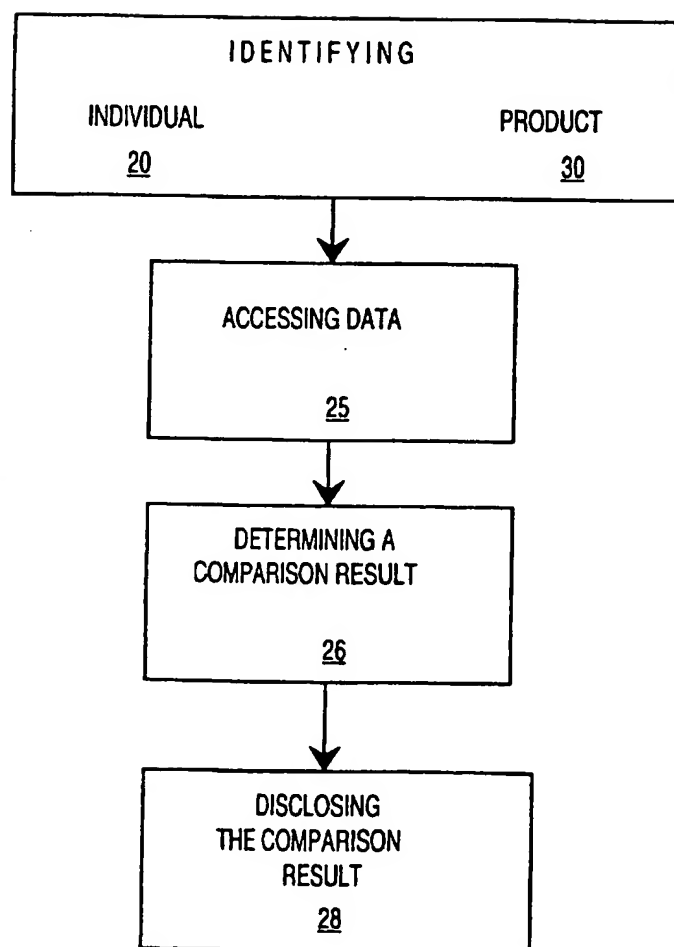 IDENTIFYING
INDIVIDUAL PRODUCT
20 30
ACCESSING DATA
25
DETERMINING A
COMPARISON RESULT
26
DISCLOSING
THE COMPARISON
RESULT
28